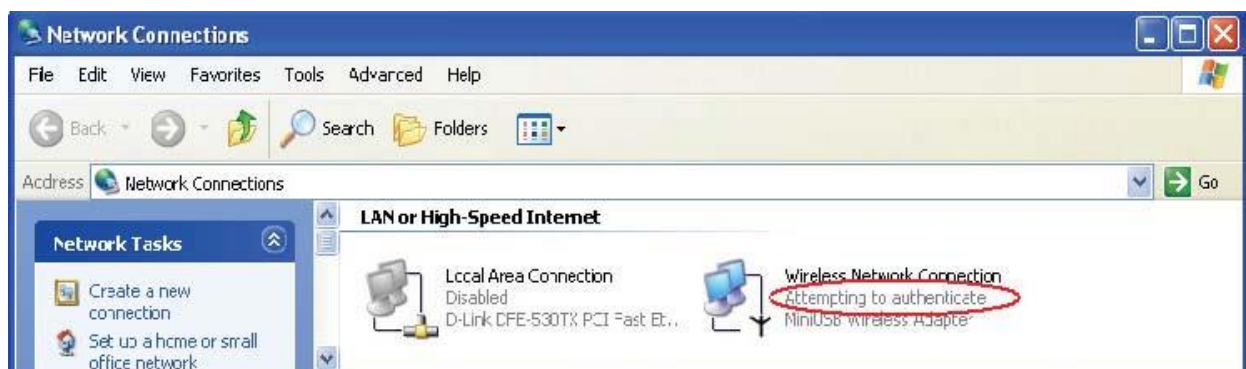 Network Connections
File Edit View Favorites Tools Advanced Help
Back Search Folders
Address Network Connections Go
LAN or High-Speed Internet
Network Tasks
Create a new
connection
Set up a home or small
office network
Local Area Connection
Disabled
D-Link DFE-530TX PCI Fast Et...
Wireless Network Connection
Attempting to authenticate
MiniUSB Wireless Adapter